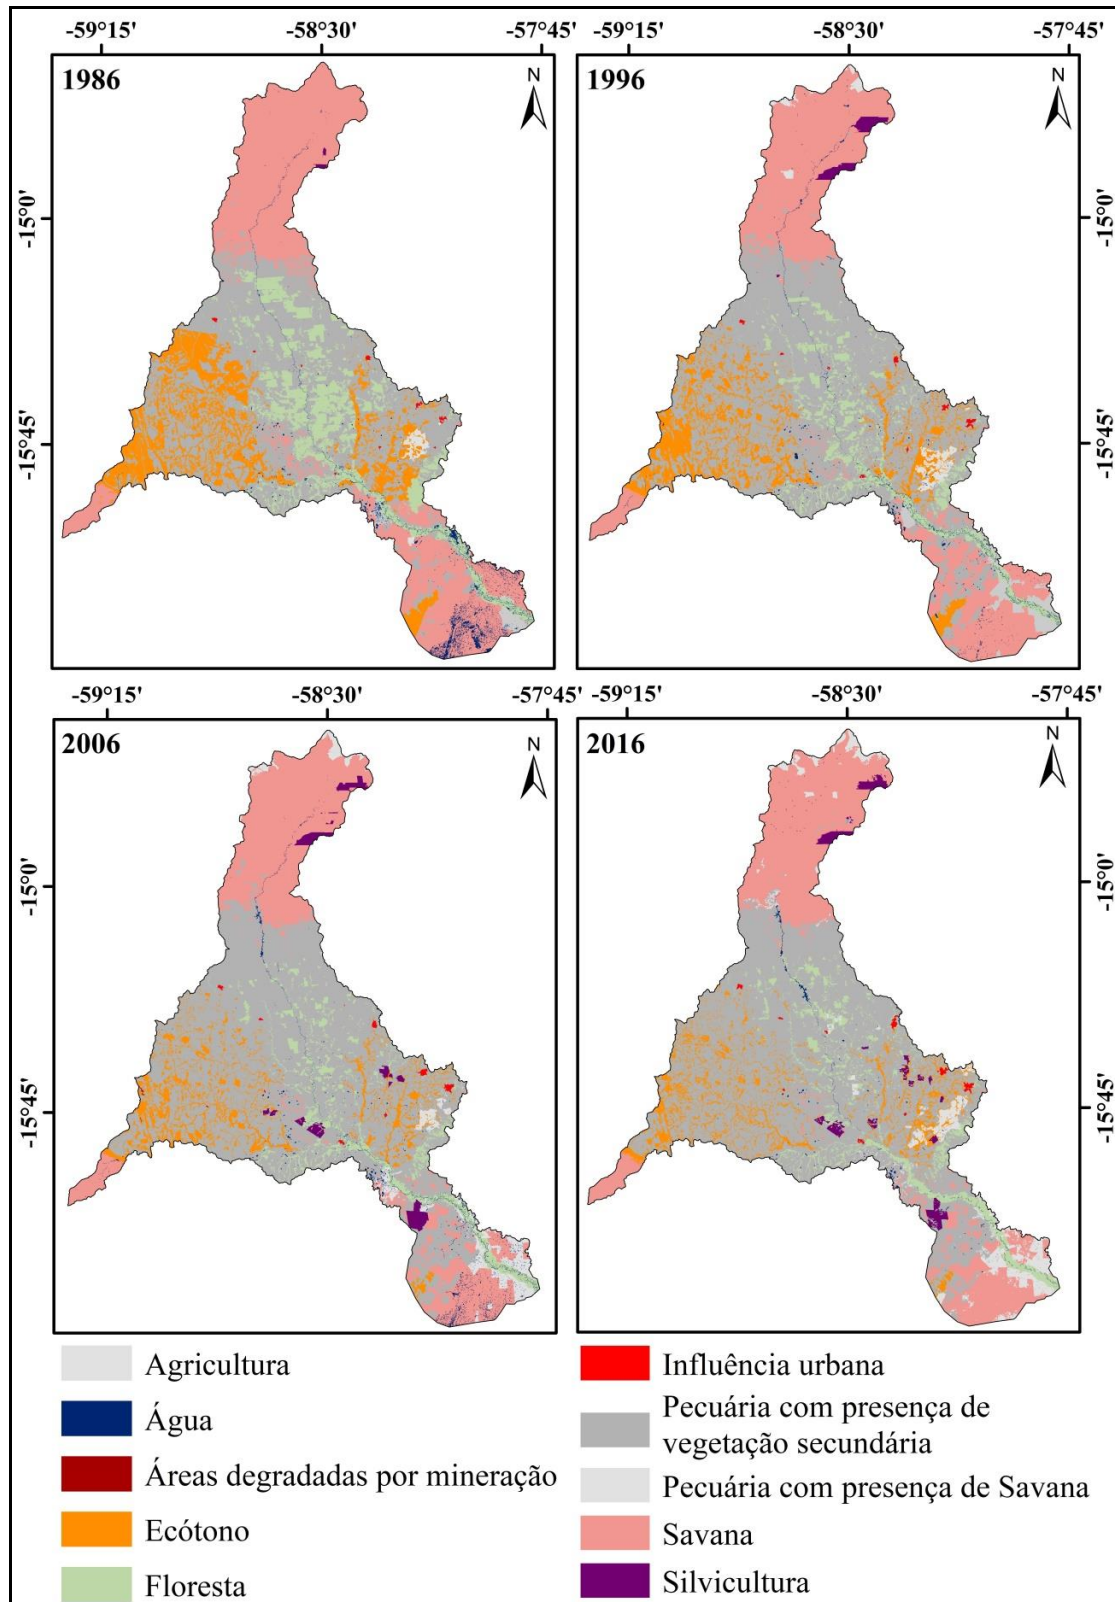 -59°15' -58°30' -57°45' -59°15' -58°30' -57°45'
1986 N 1996 N
-15°0' -15°0'
-15°45' -15°45'
-59°15' -58°30' -57°45' -59°15' -58°30' -57°45'
2006 N 2016 N
-15°0' -15°0'
-15°45' -15°45'
Agricultura
Água
Áreas degradadas por mineração
Ecótono
Floresta
Influência urbana
Pecuária com presença de
vegetação secundária
Pecuária com presença de Savana
Savana
Silvicultura